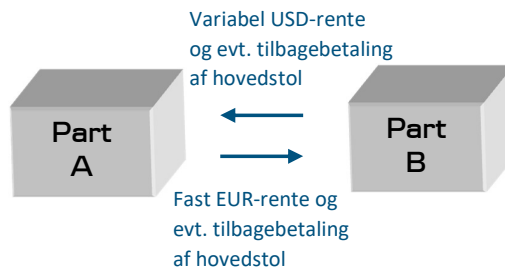 Variabel USD-rente
og evt. tilbagebetaling
af hovedstol
Part
A
Part
B
Fast EUR-rente og
evt. tilbagebetaling
af hovedstol